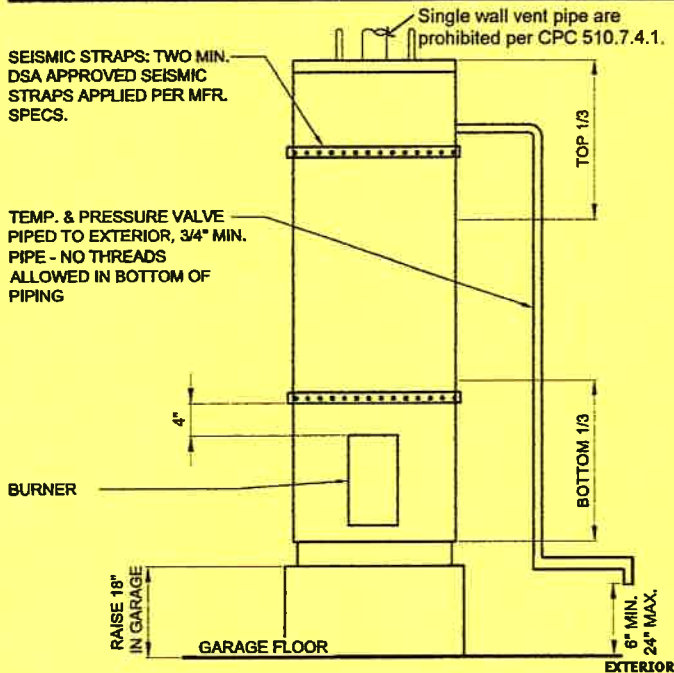 Single wall vent pipe are
prohibited per CPC 510.7.4.1.
SEISMIC STRAPS: TWO MIN.
DSA APPROVED SEISMIC
STRAPS APPLIED PER MFR.
SPECS.
TOP 1/3
TEMP. & PRESSURE VALVE
PIPED TO EXTERIOR, 3/4" MIN.
PIPE - NO THREADS
ALLOWED IN BOTTOM OF
PIPING
4"
BOTTOM 1/3
BURNER
RAISE 18"
IN GARAGE
6" MIN.
24" MAX.
GARAGE FLOOR
EXTERIOR